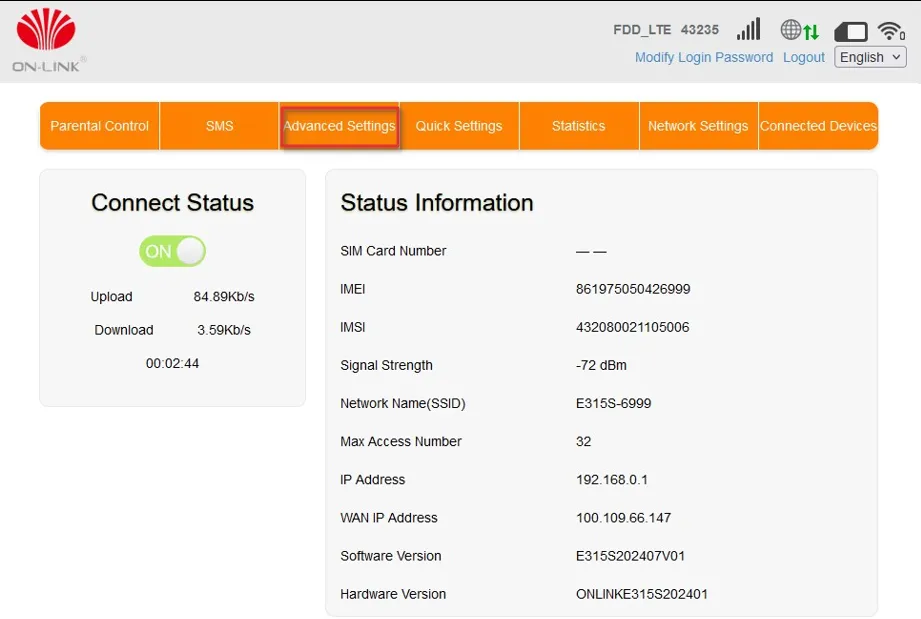 FDD_LTE 43235
ON-LINK®
Modify Login Password Logout English
Parental Control SMS Advanced Settings Quick Settings Statistics Network Settings Connected Devices
Connect Status
ON
Upload 84.89Kb/s
Download 3.59Kb/s
00:02:44
Status Information
SIM Card Number — —
IMEI 861975050426999
IMSI 432080021105006
Signal Strength -72 dBm
Network Name(SSID) E315S-6999
Max Access Number 32
IP Address 192.168.0.1
WAN IP Address 100.109.66.147
Software Version E315S202407V01
Hardware Version ONLINKE315S202401